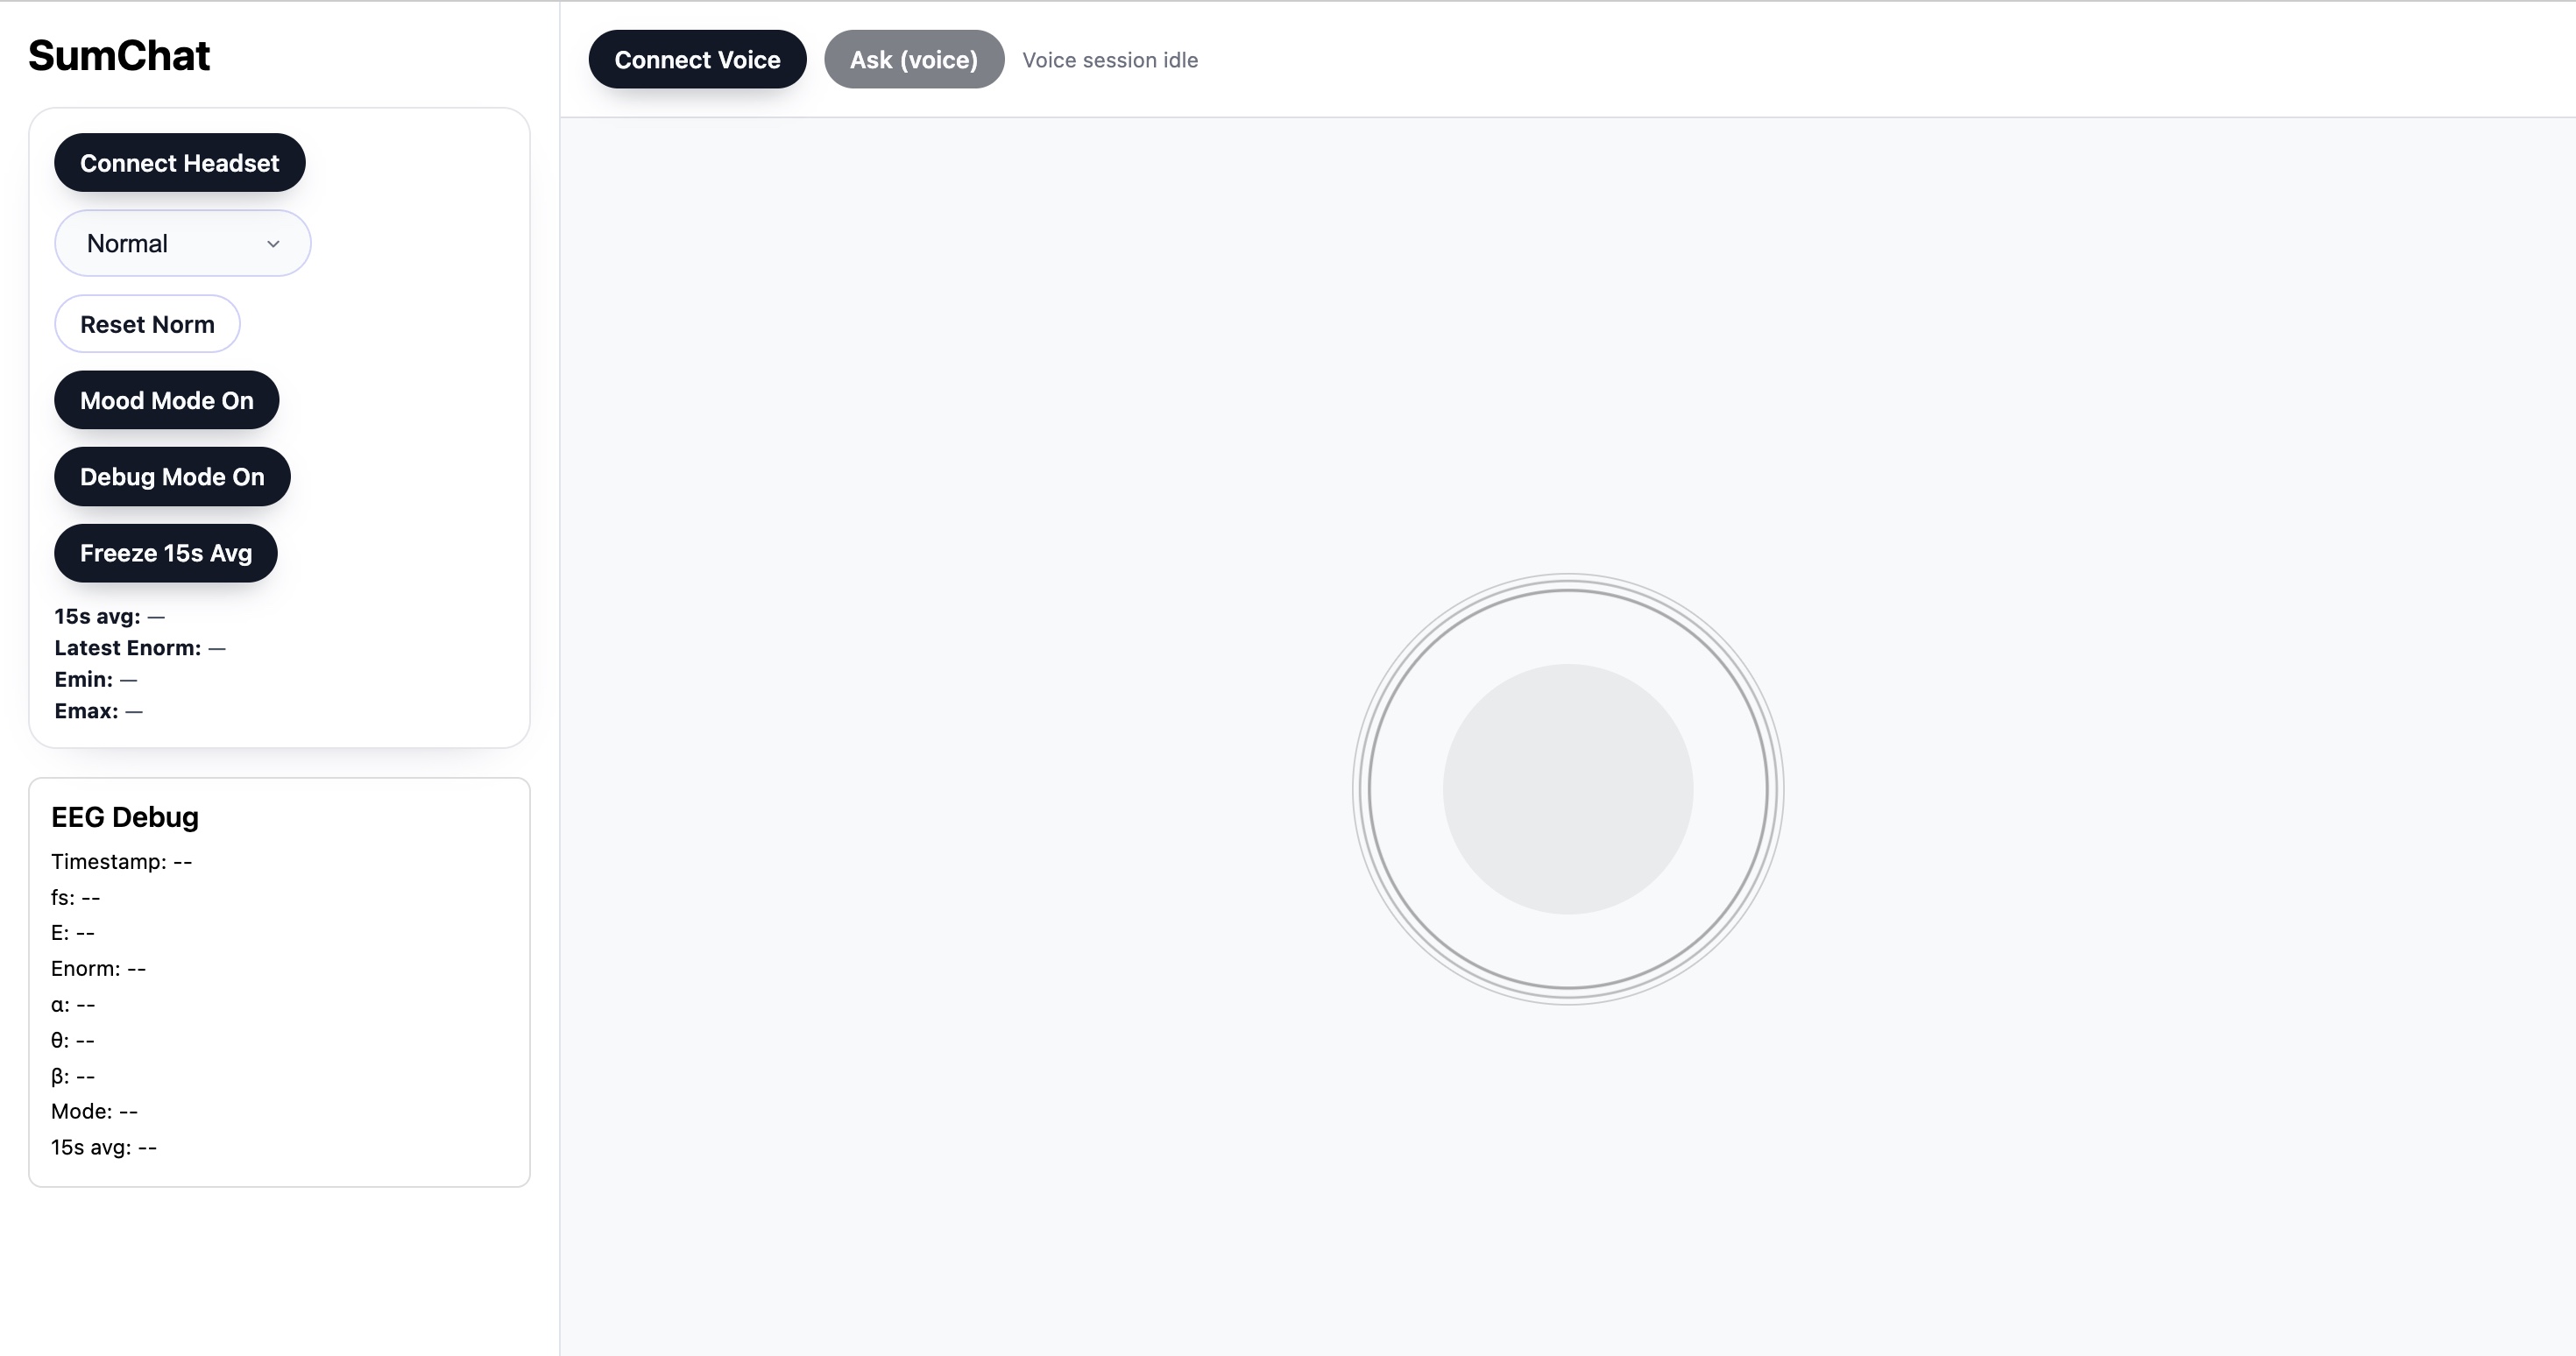 SumChat
Connect Headset
Normal
Reset Norm
Mood Mode On
Debug Mode On
Freeze 15s Avg
15s avg: —
Latest Enorm: —
Emin: —
Emax: —
EEG Debug
Timestamp: --
fs: --
E: --
Enorm: --
α: --
θ: --
β: --
Mode: --
15s avg: --
Connect Voice
Ask (voice)
Voice session idle